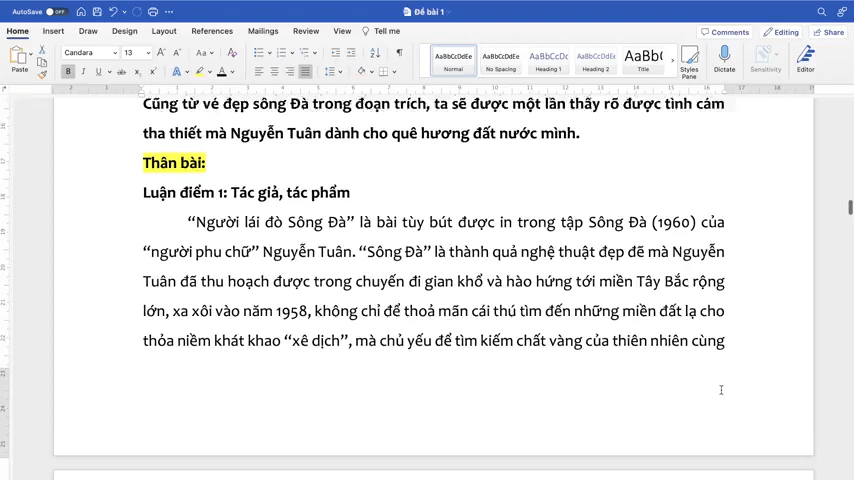 AutoSave OFF
Đề bài 1
Home Insert Draw Design Layout References Mailings Review View Tell me
Comments Editing Share
Paste
Candara 13
AaBbCcDdEe AaBbCcDdEe AaBbCcDc AaBbCcDdEe AaBb(
Normal No Spacing Heading 1 Heading 2 Title
Styles Pane
Dictate
Sensitivity
Editor
Cũng từ vẻ đẹp sông Đà trong đoạn trích, ta sẽ được một lần thấy rõ được tình cảm
tha thiết mà Nguyễn Tuân dành cho quê hương đất nước mình.
Thân bài:
Luận điểm 1: Tác giả, tác phẩm
“Người lái đò Sông Đà” là bài tùy bút được in trong tập Sông Đà (1960) của
“người phu chữ” Nguyễn Tuân. “Sông Đà” là thành quả nghệ thuật đẹp đẽ mà Nguyễn
Tuân đã thu hoạch được trong chuyến đi gian khổ và hào hứng tới miền Tây Bắc rộng
lớn, xa xôi vào năm 1958, không chỉ để thoả mãn cái thú tìm đến những miền đất lạ cho
thỏa niềm khát khao “xê dịch”, mà chủ yếu để tìm kiếm chất vàng của thiên nhiên cùng